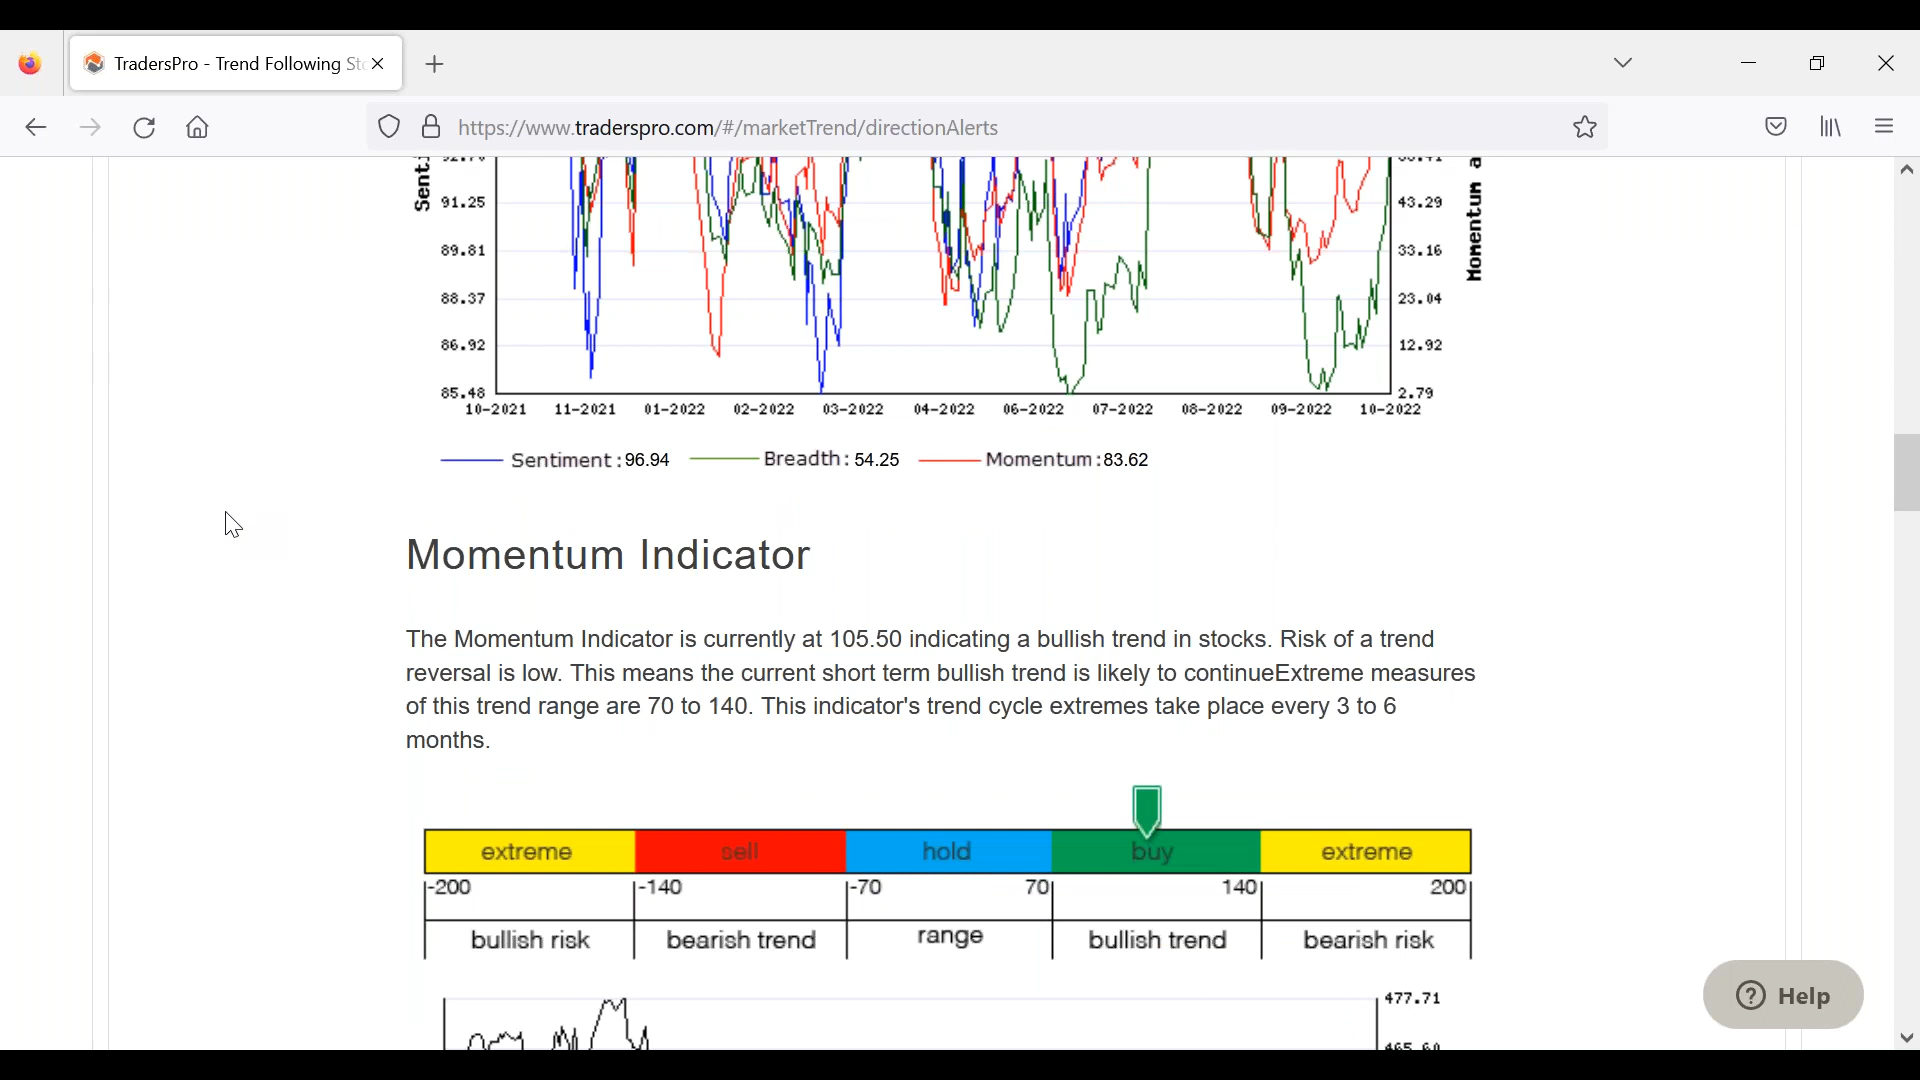 TradersPro - Trend Following Sto
https://www.traderspro.com/#/marketTrend/directionAlerts
Senti
Momentum a
91.25 43.29
89.81 33.16
88.37 23.04
86.92 12.92
85.48 2.79
10-2021 11-2021 01-2022 02-2022 03-2022 04-2022 06-2022 07-2022 08-2022 09-2022 10-2022
Sentiment : 96.94 Breadth : 54.25 Momentum : 83.62
Momentum Indicator
The Momentum Indicator is currently at 105.50 indicating a bullish trend in stocks. Risk of a trend
reversal is low. This means the current short term bullish trend is likely to continueExtreme measures
of this trend range are 70 to 140. This indicator's trend cycle extremes take place every 3 to 6
months.
extreme sell hold buy extreme
-200 -140 -70 70 140 200
bullish risk bearish trend range bullish trend bearish risk
477.71
Help